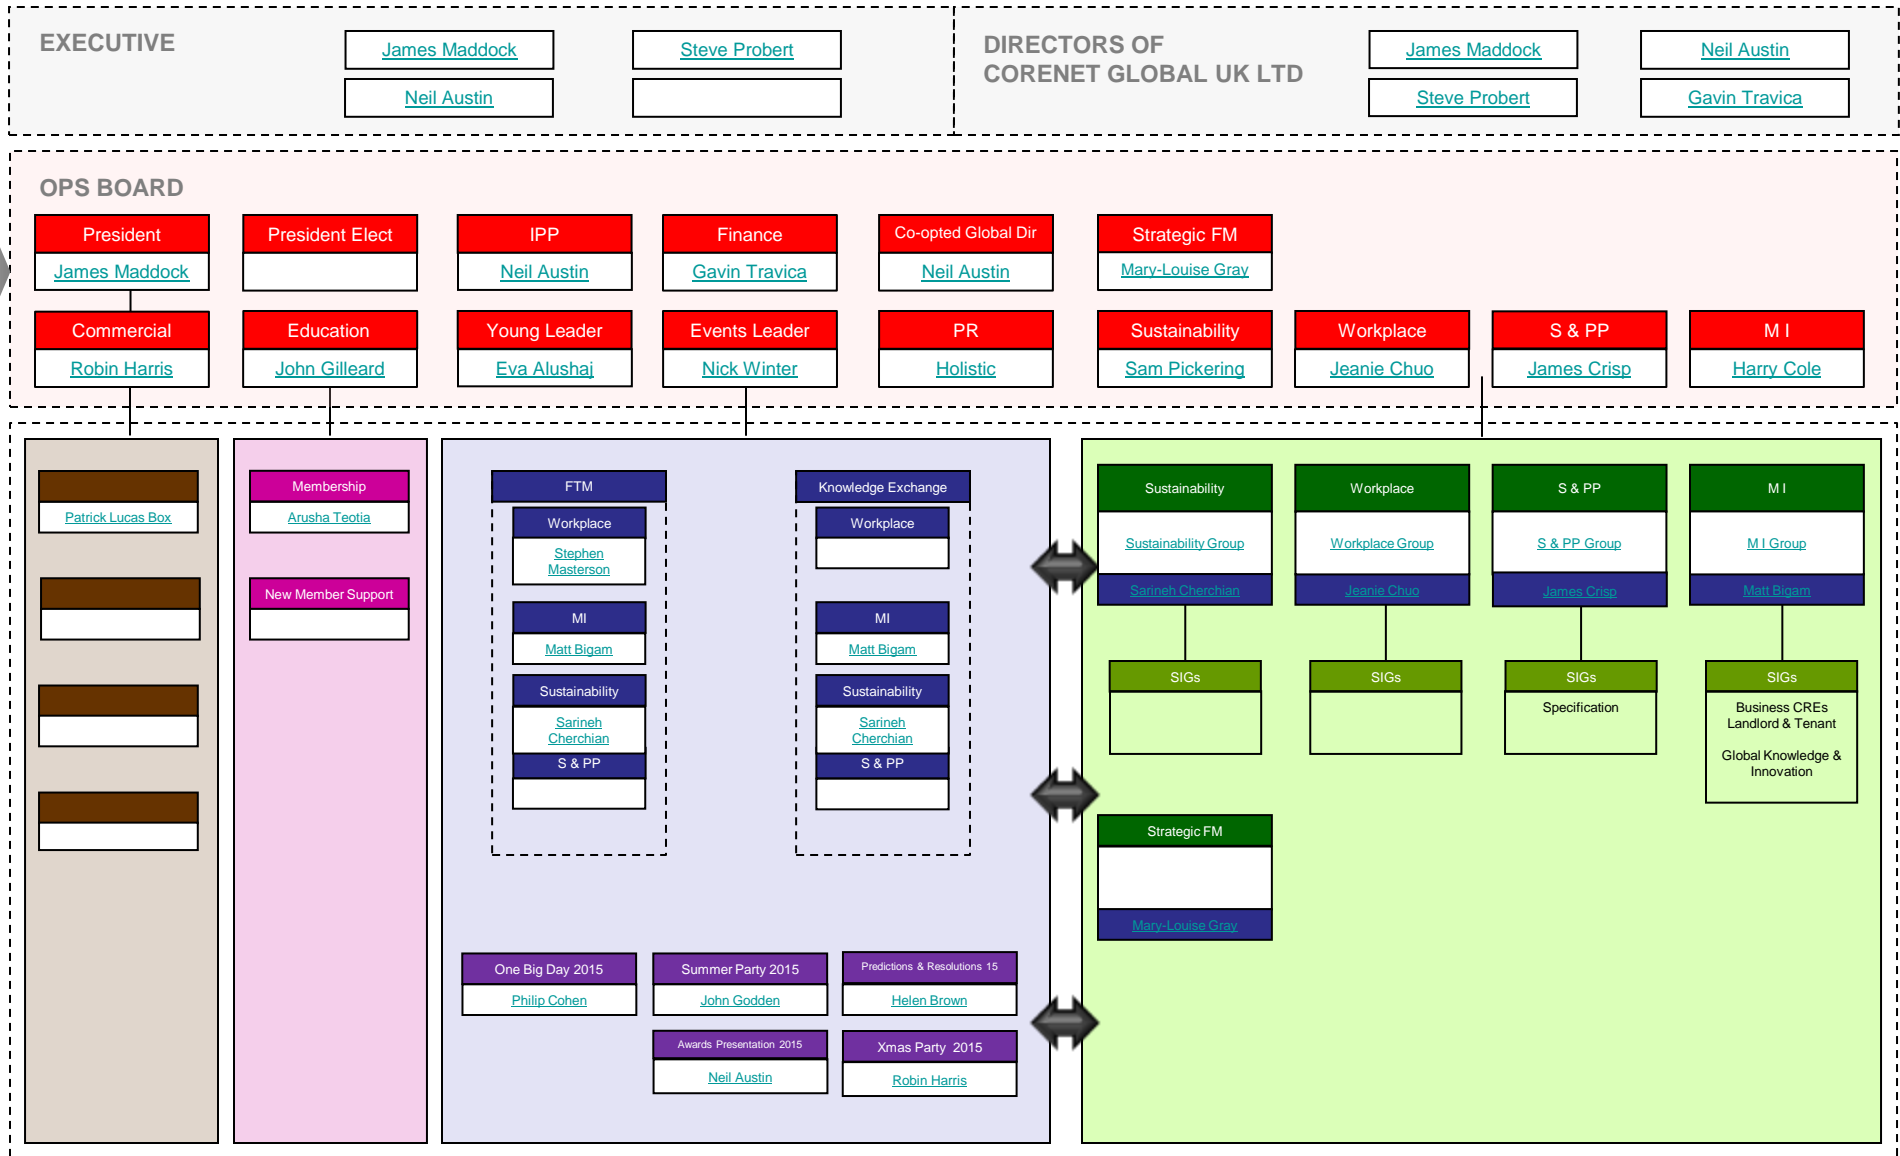 EXECUTIVE
James Maddock
Steve Probert
Neil Austin
DIRECTORS OF
CORENET GLOBAL UK LTD
James Maddock
Neil Austin
Steve Probert
Gavin Travica
OPS BOARD
President
James Maddock
President Elect
IPP
Neil Austin
Finance
Gavin Travica
Co-opted Global Dir
Neil Austin
Strategic FM
Mary-Louise Gray
Commercial
Robin Harris
Education
John Gilleard
Young Leader
Eva Alushaj
Events Leader
Nick Winter
PR
Holistic
Sustainability
Sam Pickering
Workplace
Jeanie Chuo
S & PP
James Crisp
M I
Harry Cole
Patrick Lucas Box
Membership
Arusha Teotia
New Member Support
FTM
Workplace
Stephen
Masterson
MI
Matt Bigam
Sustainability
Sarineh
Cherchian
S & PP
Knowledge Exchange
Workplace
MI
Matt Bigam
Sustainability
Sarineh
Cherchian
S & PP
One Big Day 2015
Philip Cohen
Summer Party 2015
John Godden
Predictions & Resolutions 15
Helen Brown
Awards Presentation 2015
Neil Austin
Xmas Party 2015
Robin Harris
Sustainability
Sustainability Group
Sarineh Cherchian
SIGs
Workplace
Workplace Group
Jeanie Chuo
SIGs
S & PP
S & PP Group
James Crisp
SIGs
Specification
M I
M I Group
Matt Bigam
SIGs
Business CREs
Landlord & Tenant
Global Knowledge &
Innovation
Strategic FM
Mary-Louise Gray